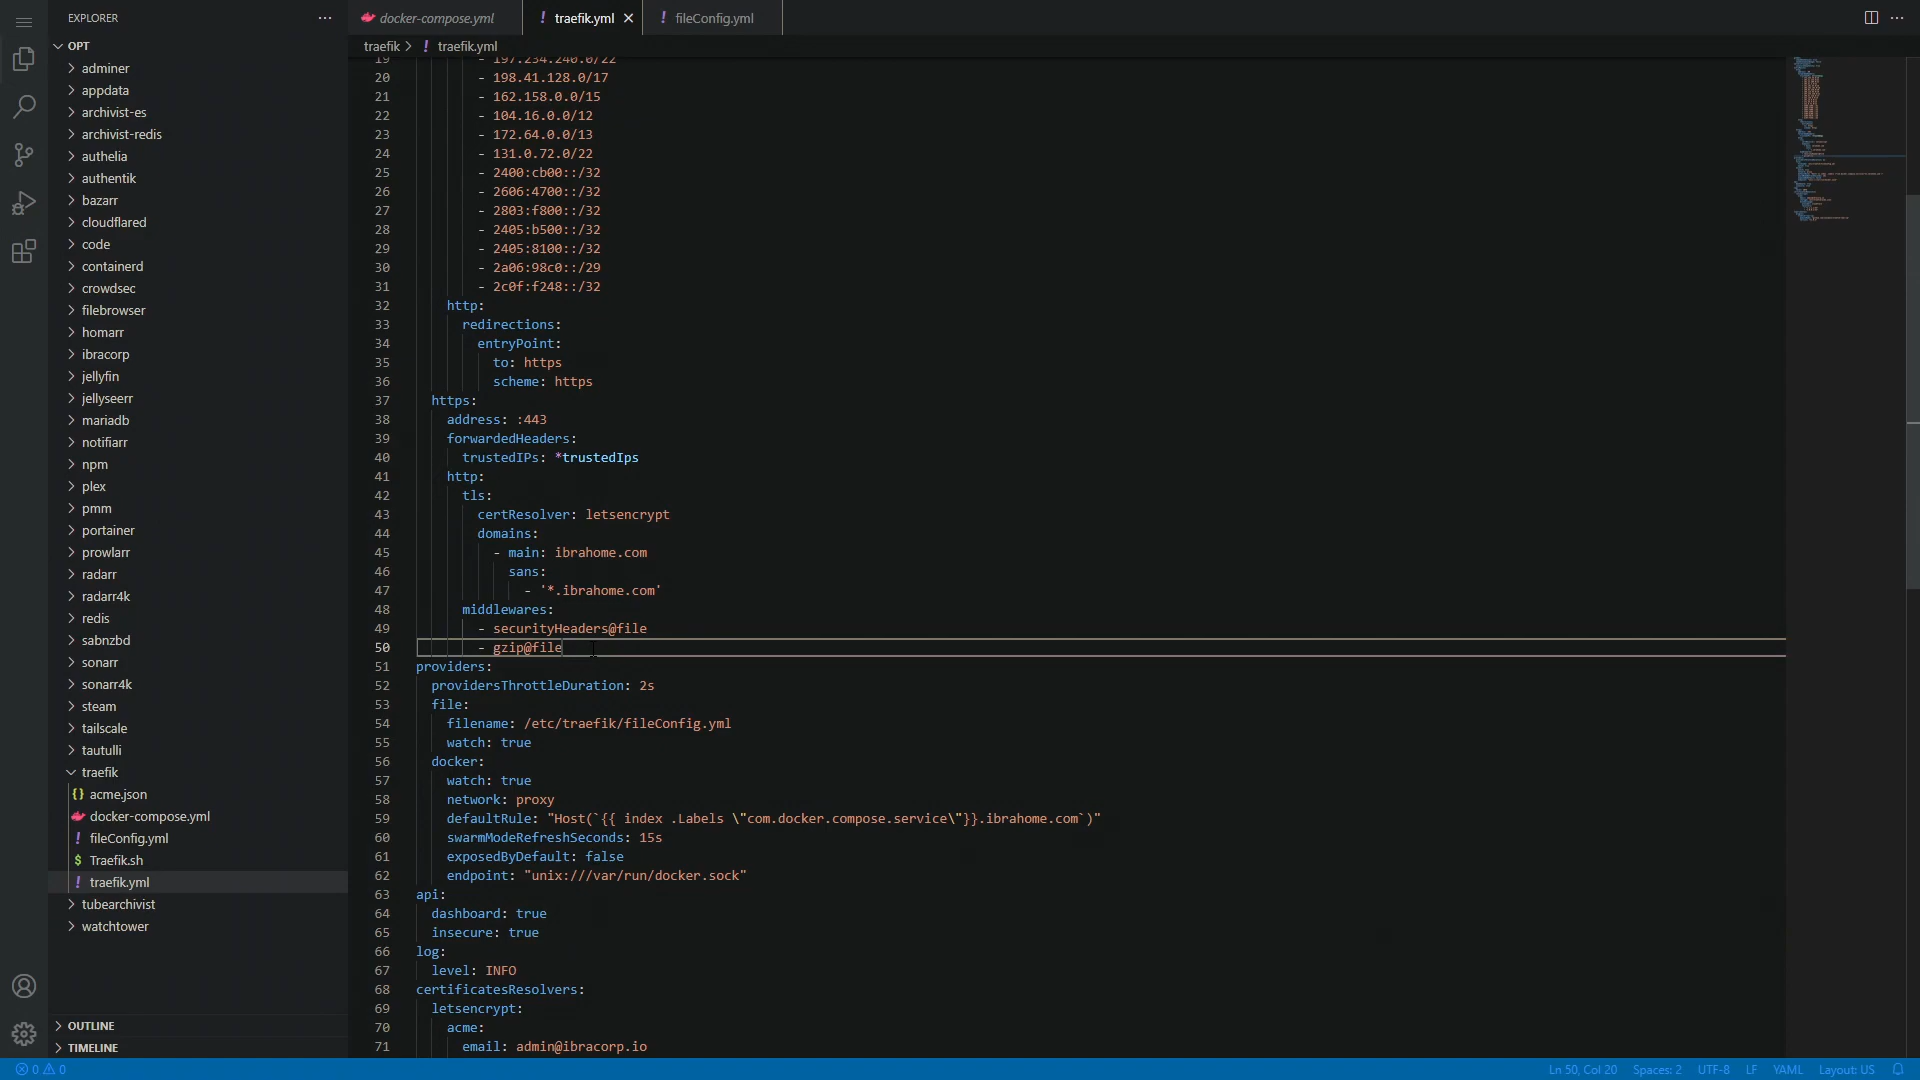 EXPLORER
OPT
adminer
appdata
archivist-es
archivist-redis
authelia
authentik
bazarr
cloudflared
code
containerd
crowdsec
filebrowser
homarr
ibracorp
jellyfin
jellyseerr
mariadb
notifiarr
npm
plex
pmm
portainer
prowlarr
radarr
radarr4k
redis
sabnzbd
sonarr
sonarr4k
steam
tailscale
tautulli
traefik
acme.json
docker-compose.yml
fileConfig.yml
Traefik.sh
traefik.yml
tubearchivist
watchtower
OUTLINE
TIMELINE
docker-compose.yml
traefik.yml
fileConfig.yml
traefik > traefik.yml
19 - 197.234.240.0/22
20 - 198.41.128.0/17
21 - 162.158.0.0/15
22 - 104.16.0.0/12
23 - 172.64.0.0/13
24 - 131.0.72.0/22
25 - 2400:cb00::/32
26 - 2606:4700::/32
27 - 2803:f800::/32
28 - 2405:b500::/32
29 - 2405:8100::/32
30 - 2a06:98c0::/29
31 - 2c0f:f248::/32
32 http:
33 redirections:
34 entryPoint:
35 to: https
36 scheme: https
37 https:
38 address: :443
39 forwardedHeaders:
40 trustedIPs: *trustedIps
41 http:
42 tls:
43 certResolver: letsencrypt
44 domains:
45 - main: ibrahome.com
46 sans:
47 - '*.ibrahome.com'
48 middlewares:
49 - securityHeaders@file
50 - gzip@file
51 providers:
52 providersThrottleDuration: 2s
53 file:
54 filename: /etc/traefik/fileConfig.yml
55 watch: true
56 docker:
57 watch: true
58 network: proxy
59 defaultRule: "Host(`{{ index .Labels \"com.docker.compose.service\"}}.ibrahome.com`)"
60 swarmModeRefreshSeconds: 15s
61 exposedByDefault: false
62 endpoint: "unix:///var/run/docker.sock"
63 api:
64 dashboard: true
65 insecure: true
66 log:
67 level: INFO
68 certificatesResolvers:
69 letsencrypt:
70 acme:
71 email: admin@ibracorp.io
0 0
Ln 50, Col 20 Spaces: 2 UTF-8 LF YAML Layout: US